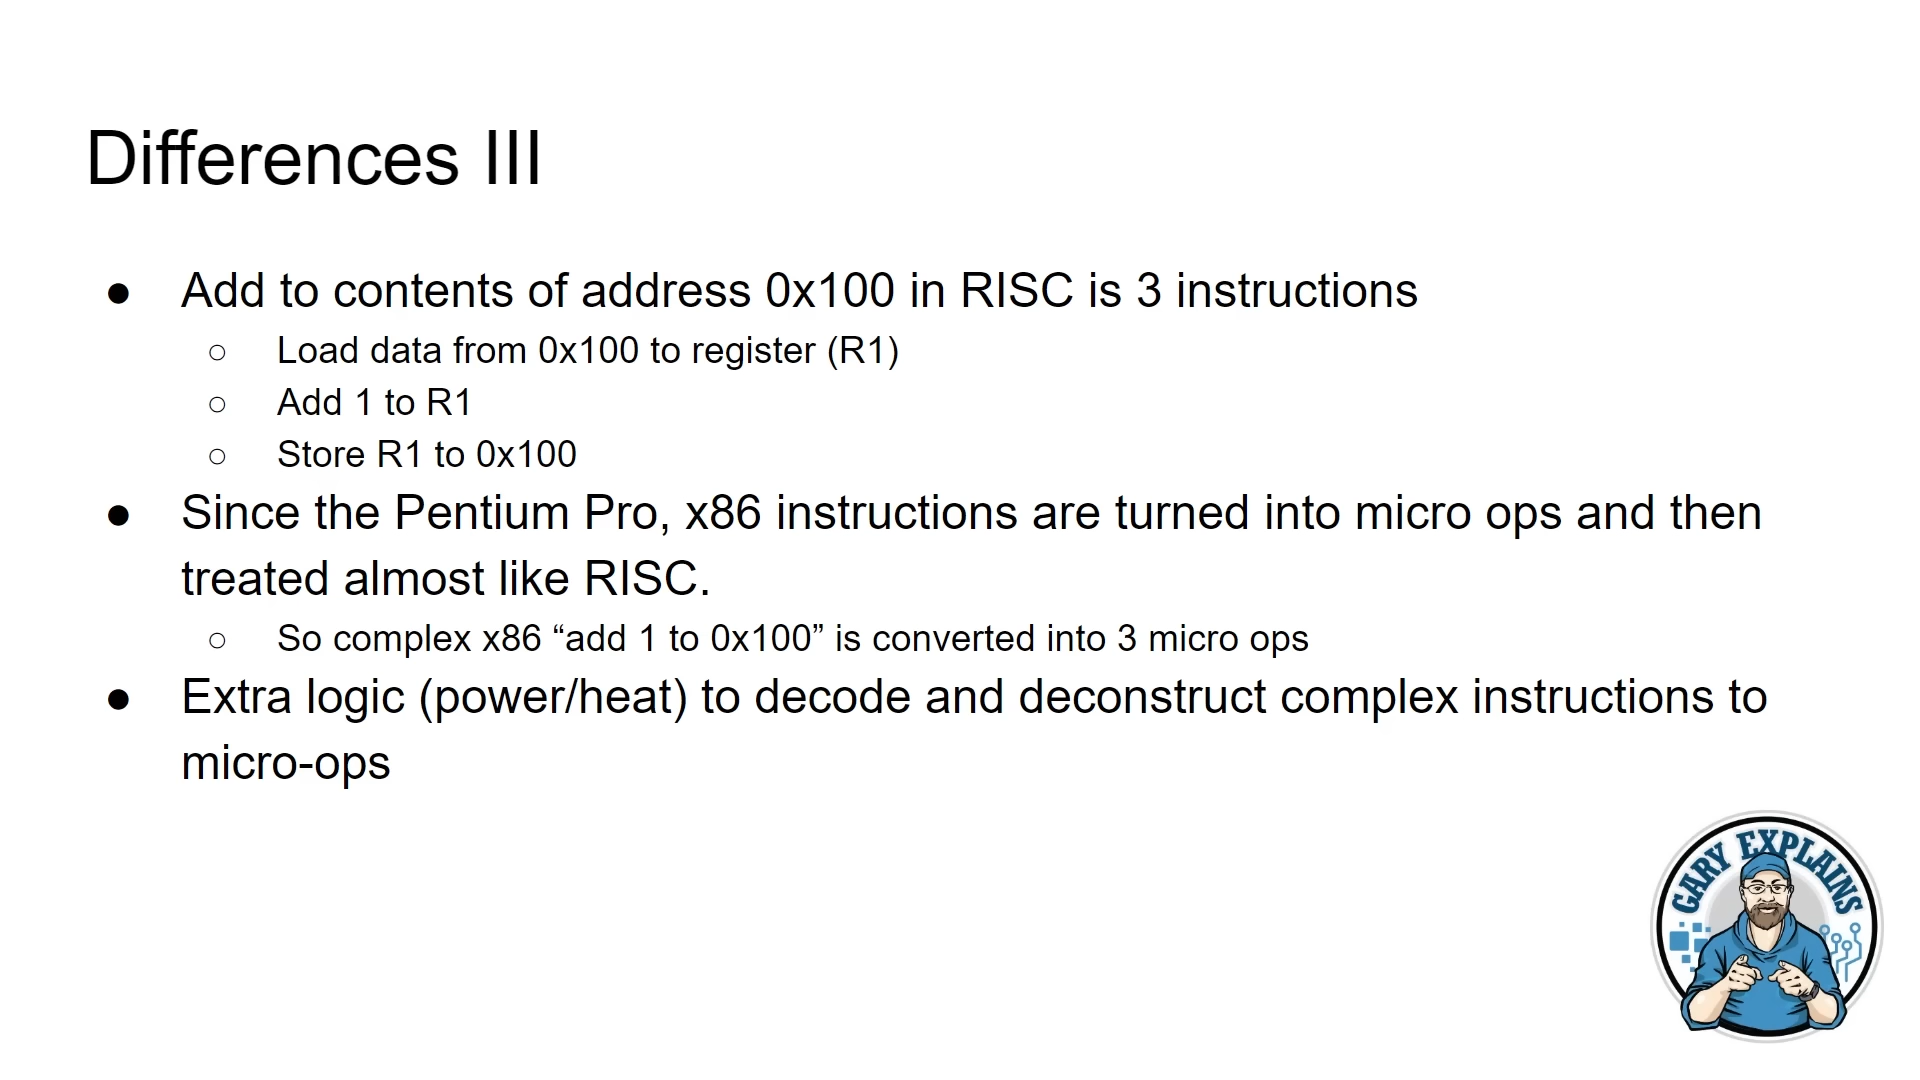 Differences III
● Add to contents of address 0x100 in RISC is 3 instructions
○ Load data from 0x100 to register (R1)
○ Add 1 to R1
○ Store R1 to 0x100
● Since the Pentium Pro, x86 instructions are turned into micro ops and then
treated almost like RISC.
○ So complex x86 “add 1 to 0x100” is converted into 3 micro ops
● Extra logic (power/heat) to decode and deconstruct complex instructions to
micro-ops
GARY EXPLAINS